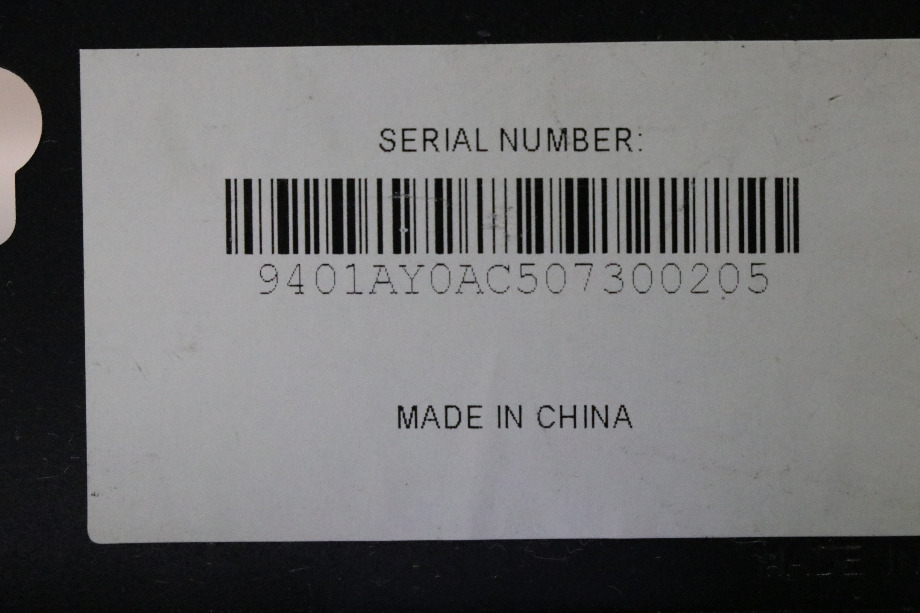 SERIAL NUMBER:
9401AY0AC507300205
MADE IN CHINA